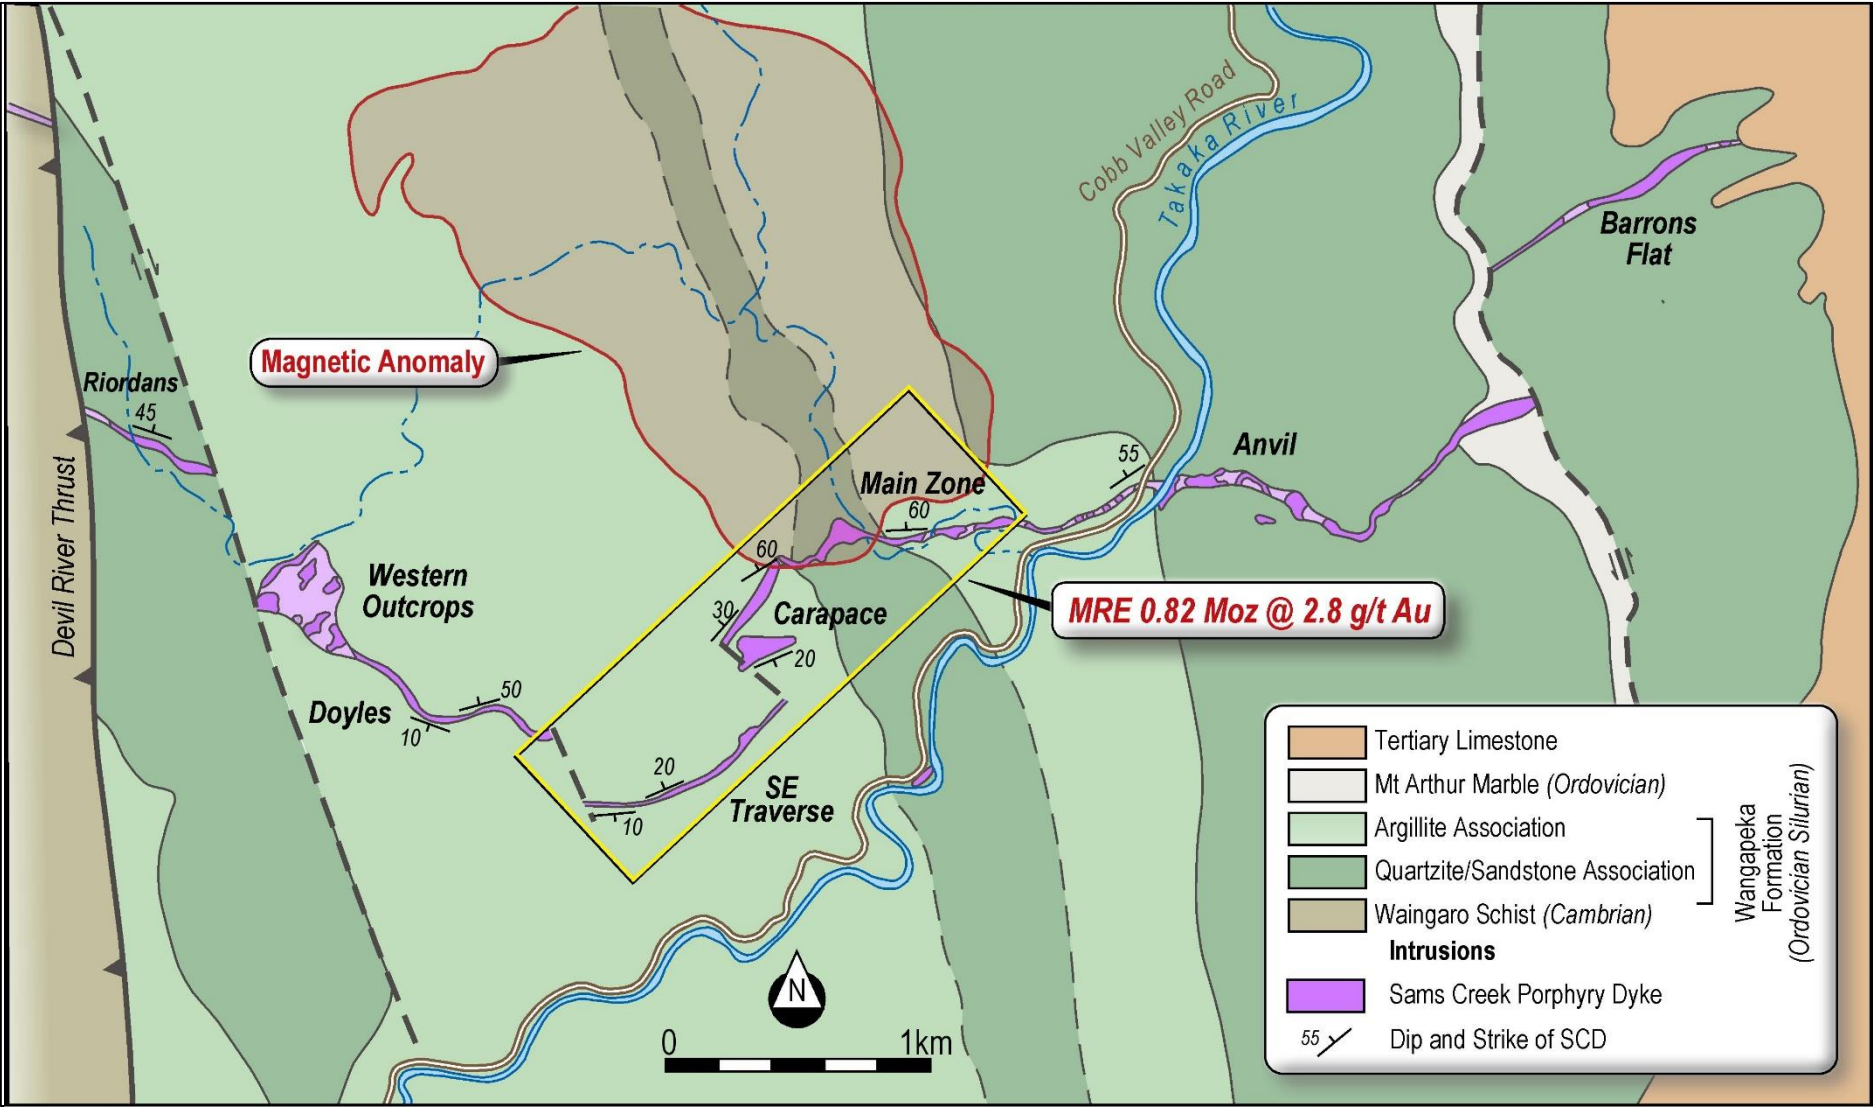 Cobb Valley Road
Takaka River
Barrons
Flat
Magnetic Anomaly
Riordans
45
Devil River Thrust
Anvil
55
Main Zone
60
60
Western
Outcrops
30
Carapace
20
MRE 0.82 Moz @ 2.8 g/t Au
Doyles
50
10
20
10
SE
Traverse
N
0 1km
Tertiary Limestone
Mt Arthur Marble (Ordovician)
Argillite Association
Quartzite/Sandstone Association
Waingaro Schist (Cambrian)
Wangapeka
Formation
(Ordovician Silurian)
Intrusions
Sams Creek Porphyry Dyke
55 Dip and Strike of SCD